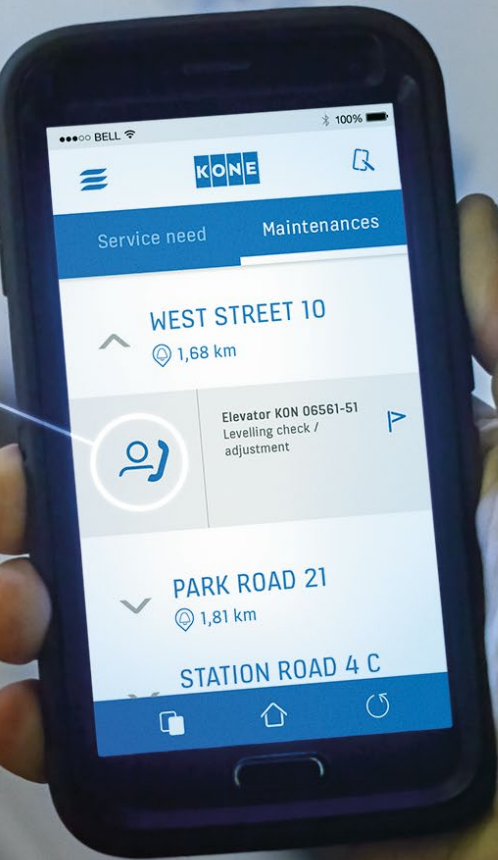 ●●●○○ BELL
100%
KONE
Service need
Maintenances
WEST STREET 10
1,68 km
Elevator KON 06561-51
Levelling check /
adjustment
PARK ROAD 21
1,81 km
STATION ROAD 4 C